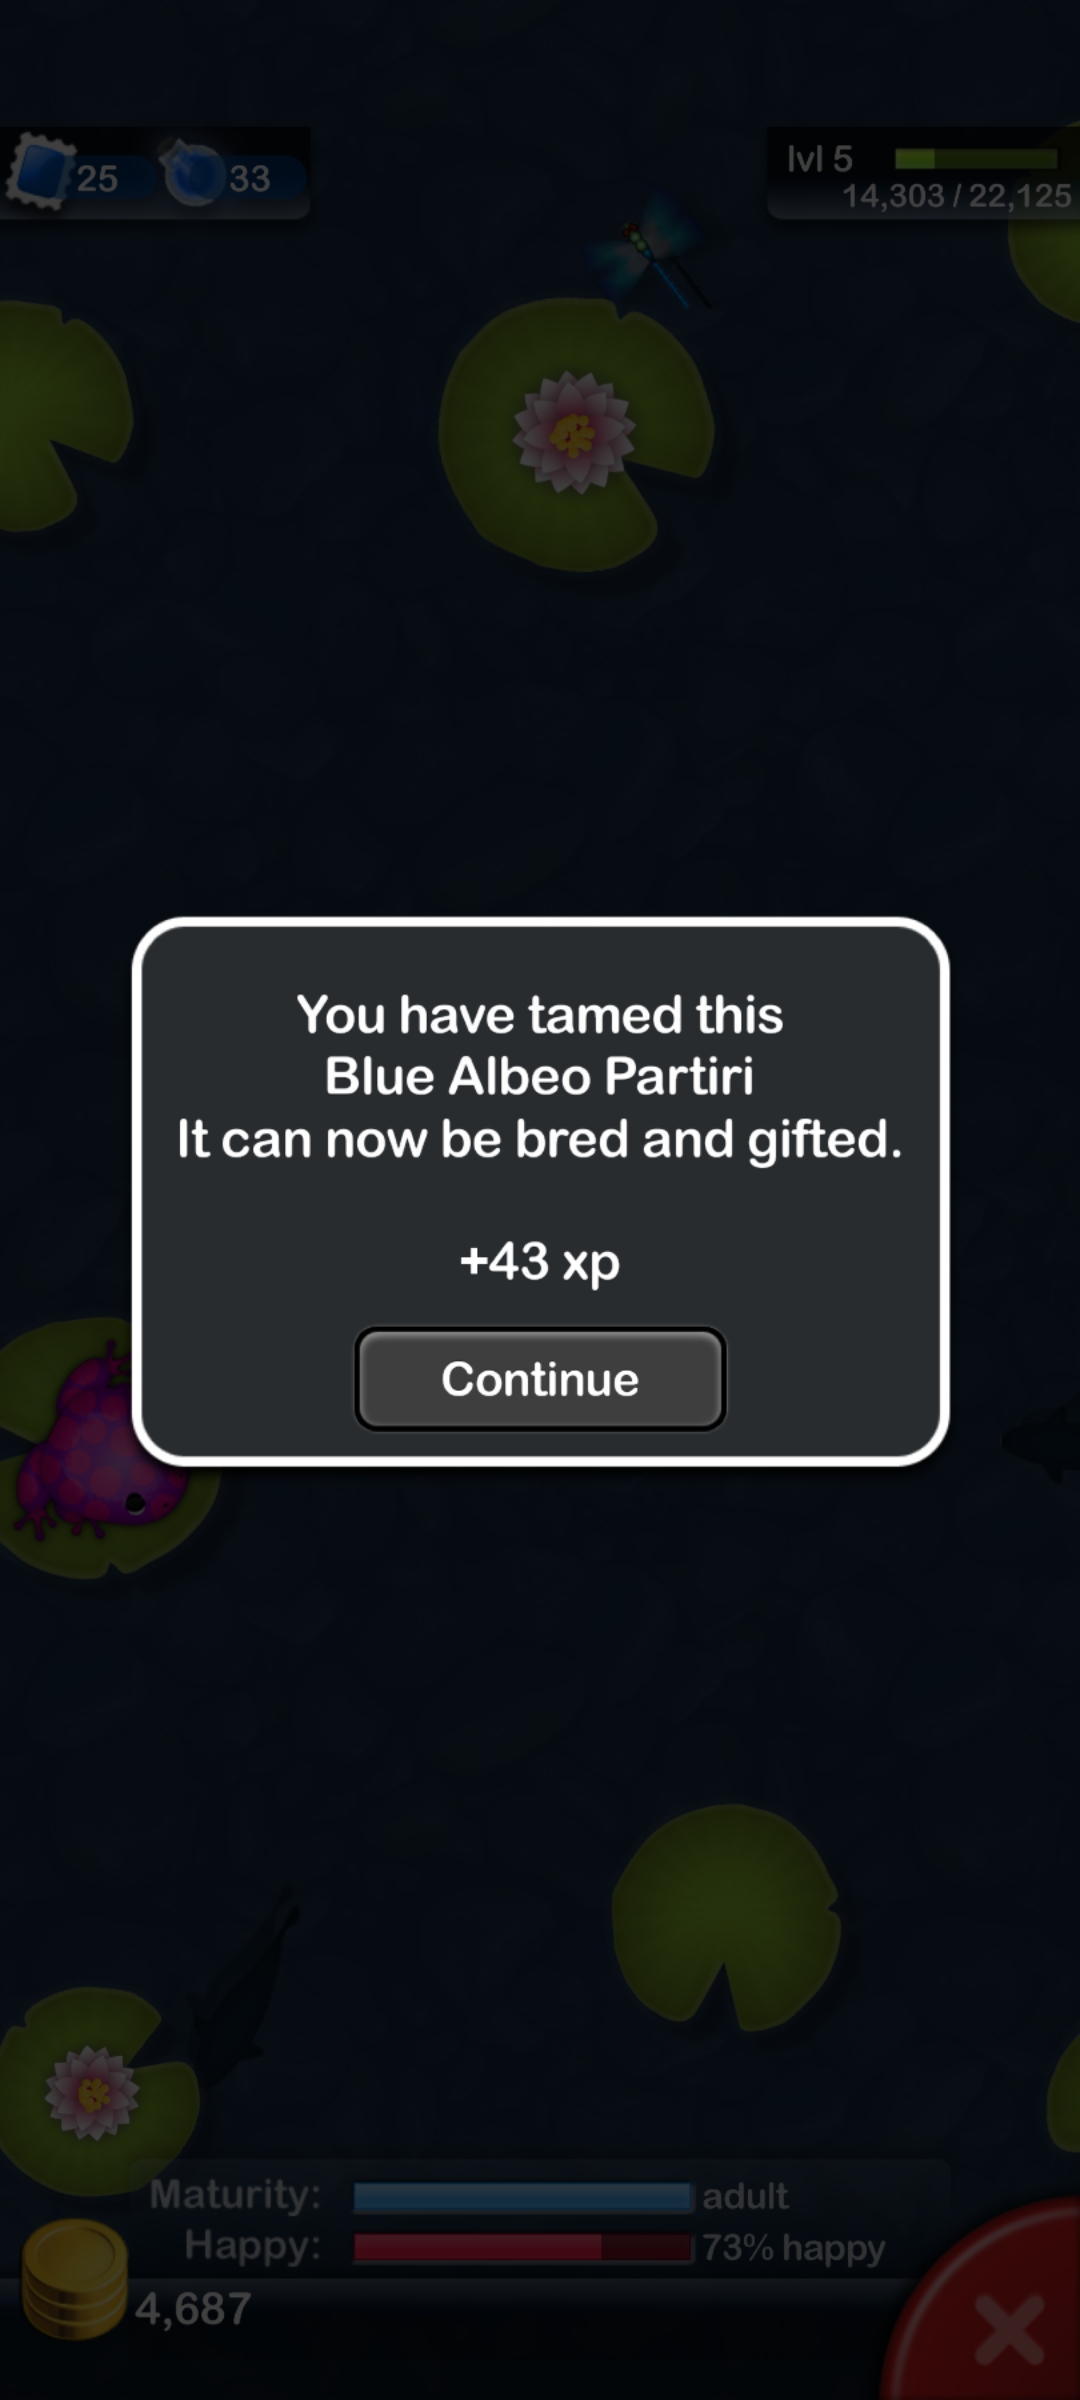 25
33
lvl 5
14,303 / 22,125
You have tamed this
Blue Albeo Partiri
It can now be bred and gifted.
+43 xp
Continue
Maturity: adult
Happy: 73% happy
4,687